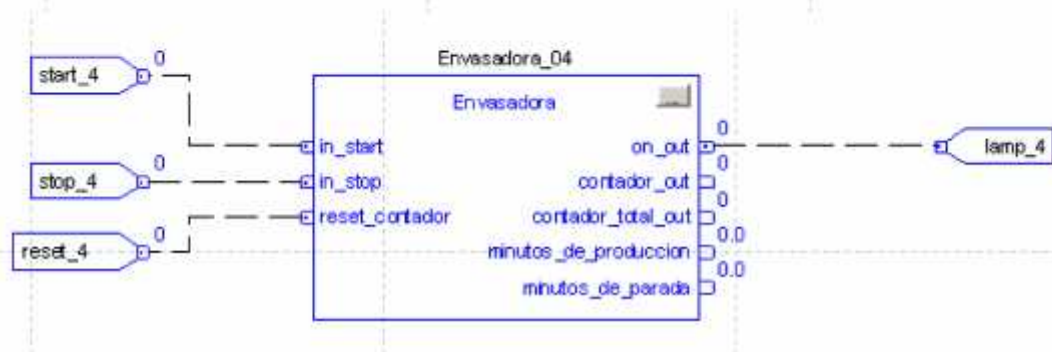 Envasadora_04
Envasadora
...
start_4
0
in_start
on_out
0
lamp_4
stop_4
0
in_stop
contador_out
0
reset_4
0
reset_contador
contador_total_out
0
minutos_de_produccion
0.0
minutos_de_parada
0.0